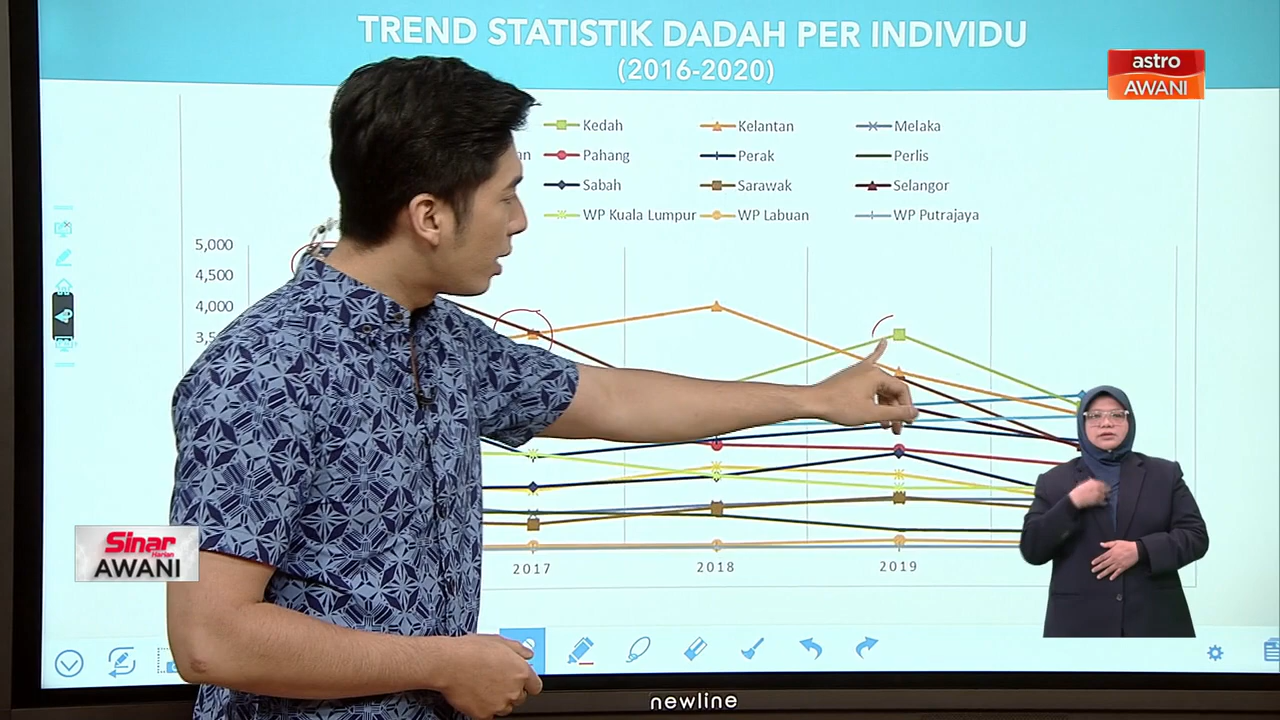 TREND STATISTIK DADAH PER INDIVIDU
(2016-2020)
astro
AWANI
Kedah
Kelantan
Melaka
Pahang
Perak
Perlis
Sabah
Sarawak
Selangor
WP Kuala Lumpur
WP Labuan
WP Putrajaya
5,000
4,500
4,000
2017
2018
2019
Sinar
Harian
AWANI
newline